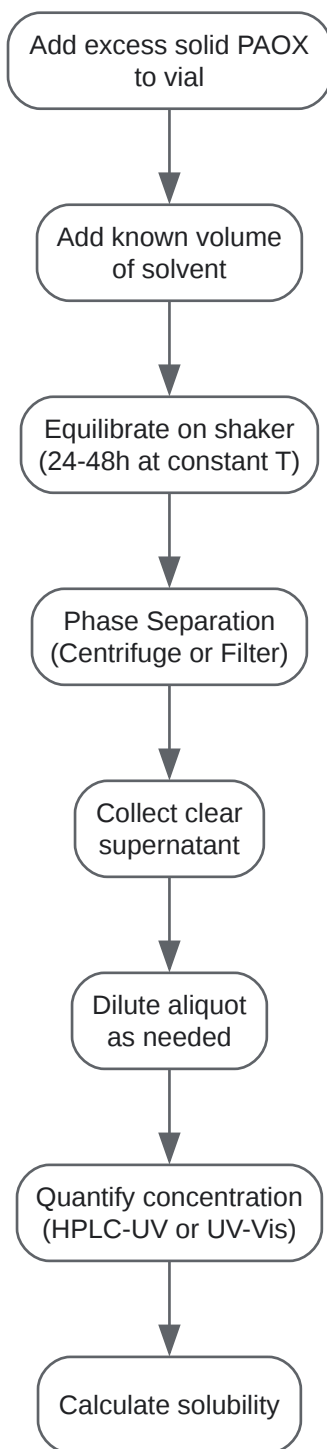 Add excess solid PAOX
to vial
Add known volume
of solvent
Equilibrate on shaker
(24-48h at constant T)
Phase Separation
(Centrifuge or Filter)
Collect clear
supernatant
Dilute aliquot
as needed
Quantify concentration
(HPLC-UV or UV-Vis)
Calculate solubility